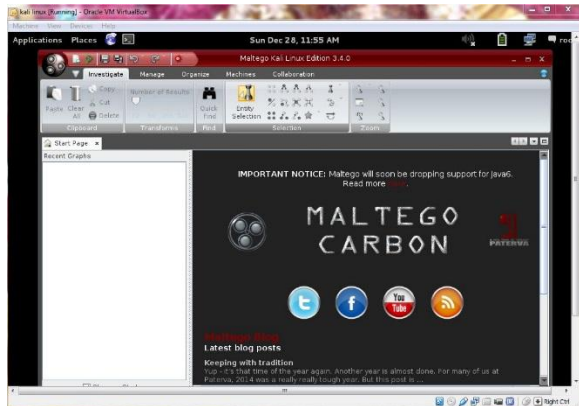 kali linux [Running] - Oracle VM VirtualBox
Machine View Devices Help
Applications Places
Sun Dec 28, 11:55 AM
Maltego Kali Linux Edition 3.4.0
Investigate Manage Organize Machines Collaboration
Paste Clear All Copy Cut Delete
Number of Results
Quick Find
Entity Selection
Clipboard Transforms Find Selection Zoom
Start Page
Recent Graphs
IMPORTANT NOTICE: Maltego will soon be dropping support for Java6.
Read more here.
MALTEGO
CARBON
PATERVA
You
Tube
Maltego Blog
Latest blog posts
Keeping with tradition
Yup - it's that time of the year again. Another year is almost done. For many of us at
Paterva, 2014 was a really really tough year. But this post is ...
Right Ctrl